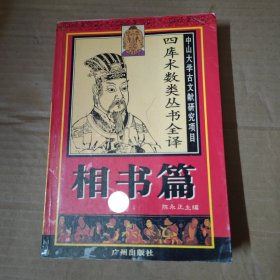 中山大学古文献研究项目
四库术数类丛书全译
相书篇
陈永正主编
广州出版社